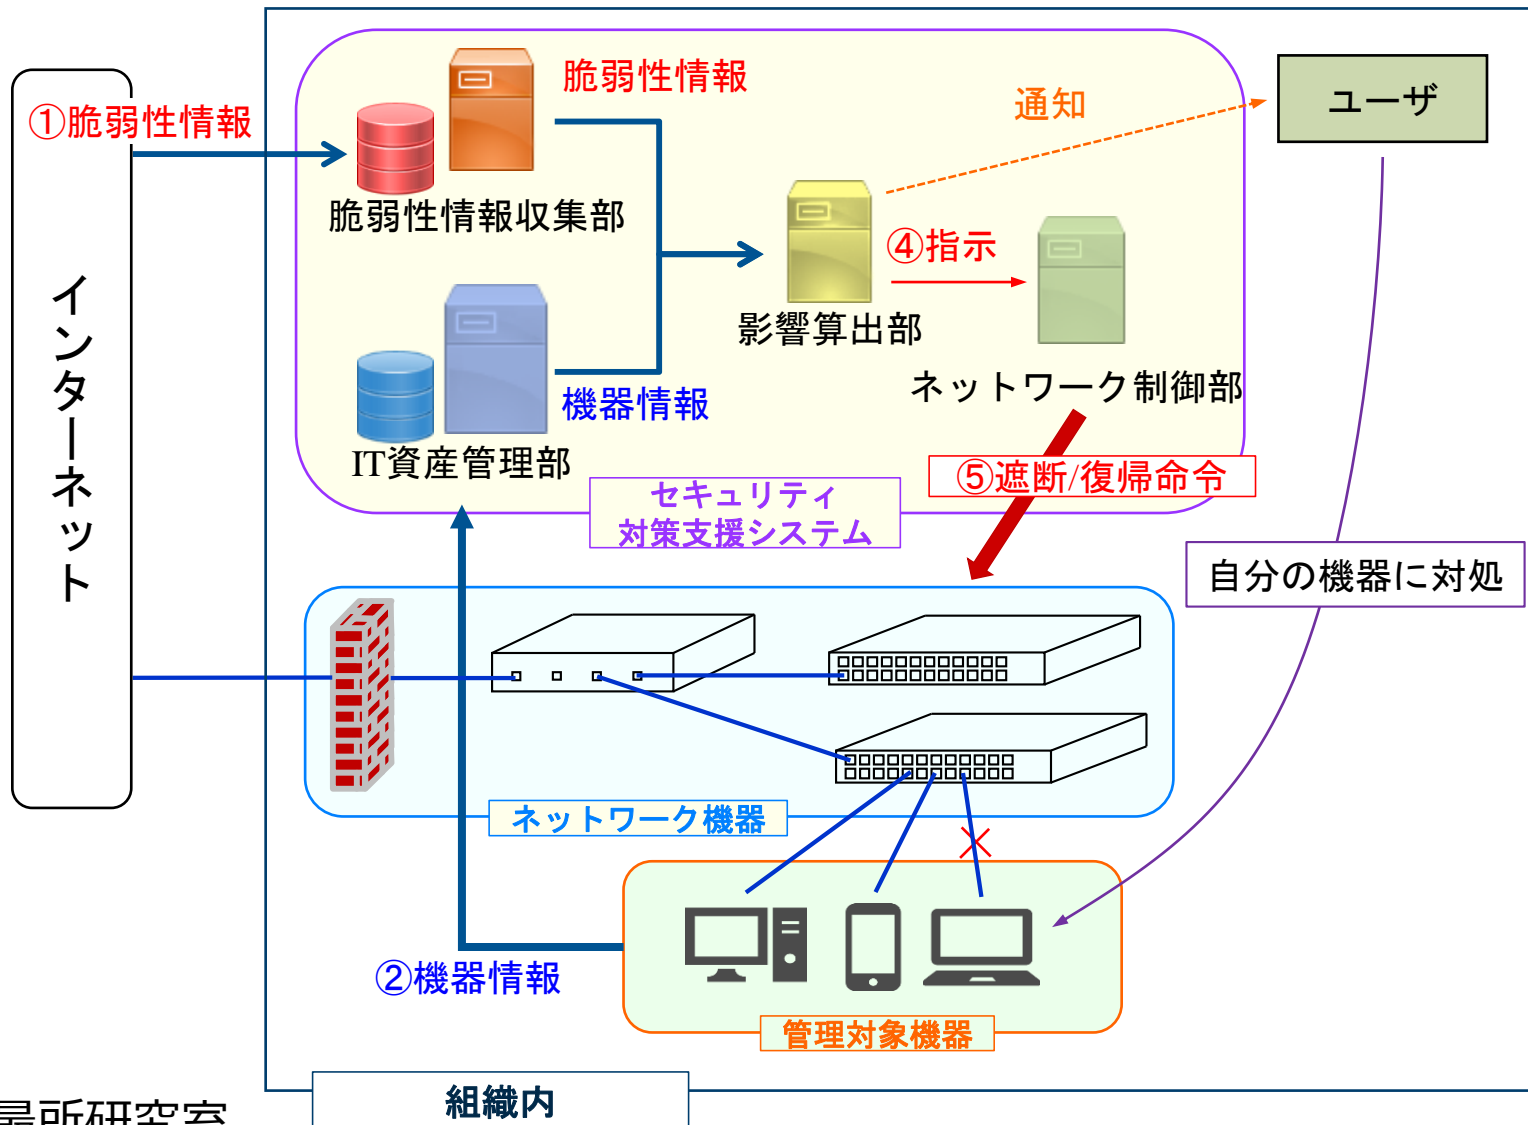 ①脆弱性情報
インターネット
脆弱性情報
脆弱性情報収集部
機器情報
IT資産管理部
影響算出部
通知
④指示
ネットワーク制御部
ユーザ
セキュリティ
対策支援システム
⑤遮断/復帰命令
自分の機器に対処
ネットワーク機器
②機器情報
管理対象機器
組織内
最所研究室